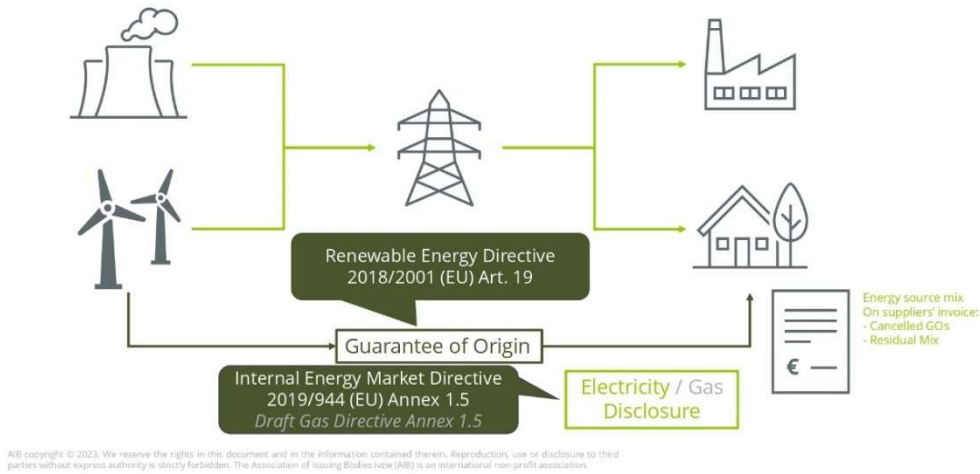 Renewable Energy Directive
2018/2001 (EU) Art. 19
Guarantee of Origin
Energy source mix
On suppliers' invoice:
- Cancelled GOs
- Residual Mix
€ —
Internal Energy Market Directive
2019/944 (EU) Annex 1.5
Draft Gas Directive Annex 1.5
Electricity / Gas
Disclosure
AIB copyright © 2023. We reserve the rights in this document and in the information contained therein. Reproduction, use or disclosure to third
parties without express authority is strictly forbidden. The Association of Issuing Bodies ivzw (AIB) is an international non-profit association.